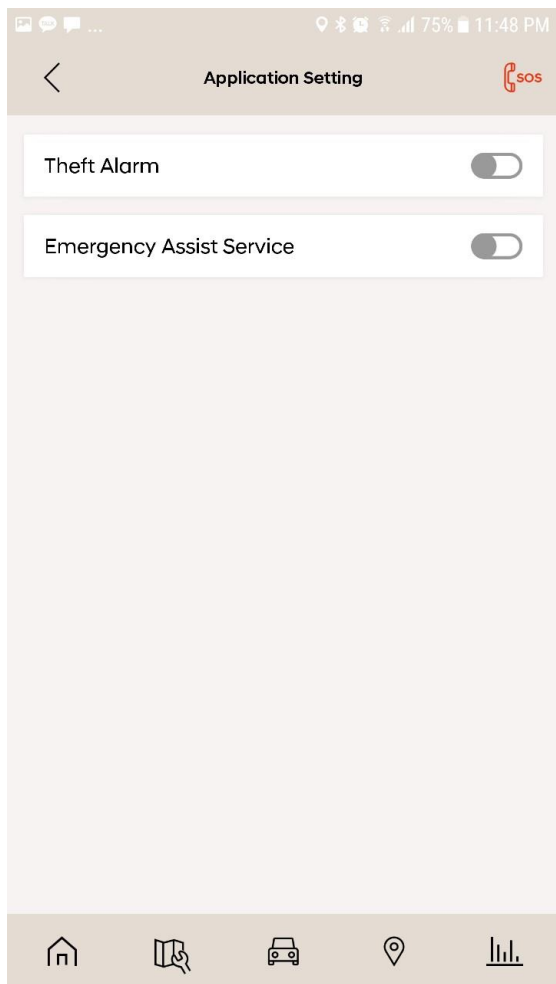 ... 75% 11:48 PM
Application Setting
SOS
Theft Alarm
Emergency Assist Service